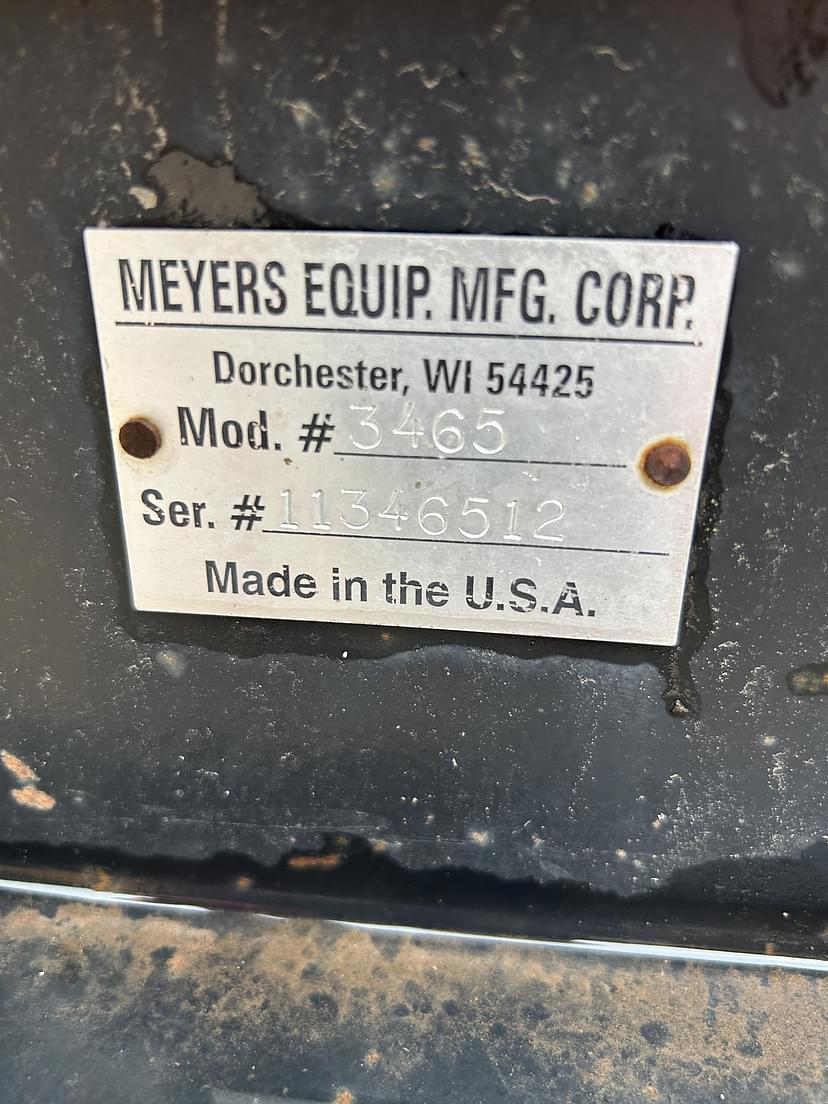 MEYERS EQUIP. MFG. CORP.
Dorchester, WI 54425
Mod. # 3465
Ser. # 11346512
Made in the U.S.A.